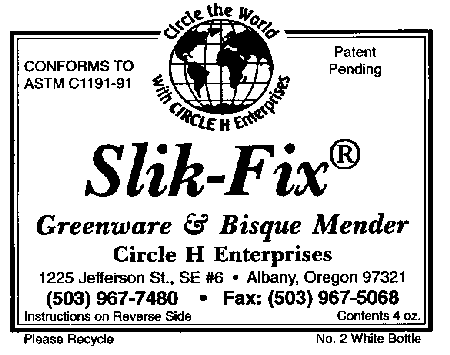 Circle the World
With CIRCLE H Enterprises
CONFORMS TO
ASTM C1191-91
Patent
Pending
Slik-Fix®
Greenware & Bisque Mender
Circle H Enterprises
1225 Jefferson St., SE #6 • Albany, Oregon 97321
(503) 967-7480 • Fax: (503) 967-5068
Instructions on Reverse Side Contents 4 oz.
Please Recycle No. 2 White Bottle